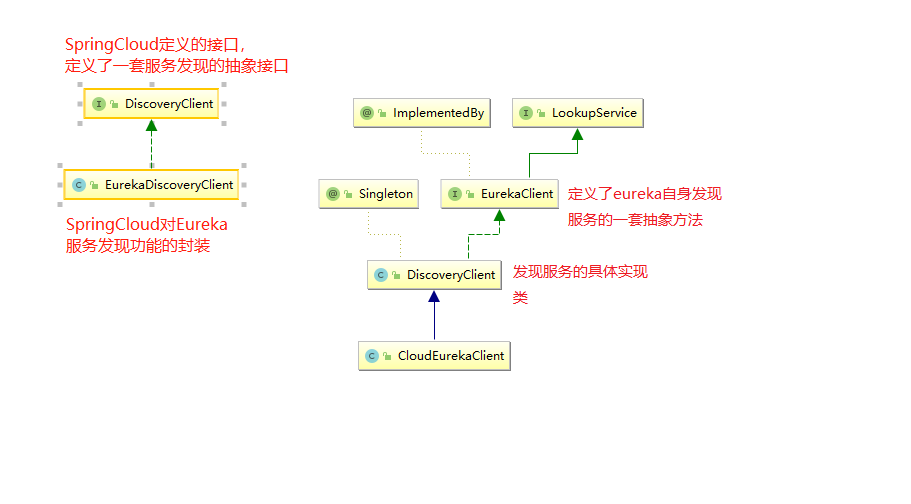 SpringCloud定义的接口，
定义了一套服务发现的抽象接口
I DiscoveryClient
C EurekaDiscoveryClient
SpringCloud对Eureka
服务发现功能的封装
@ ImplementedBy
I LookupService
@ Singleton
I EurekaClient
定义了eureka自身发现
服务的一套抽象方法
C DiscoveryClient
发现服务的具体实现
类
C CloudEurekaClient